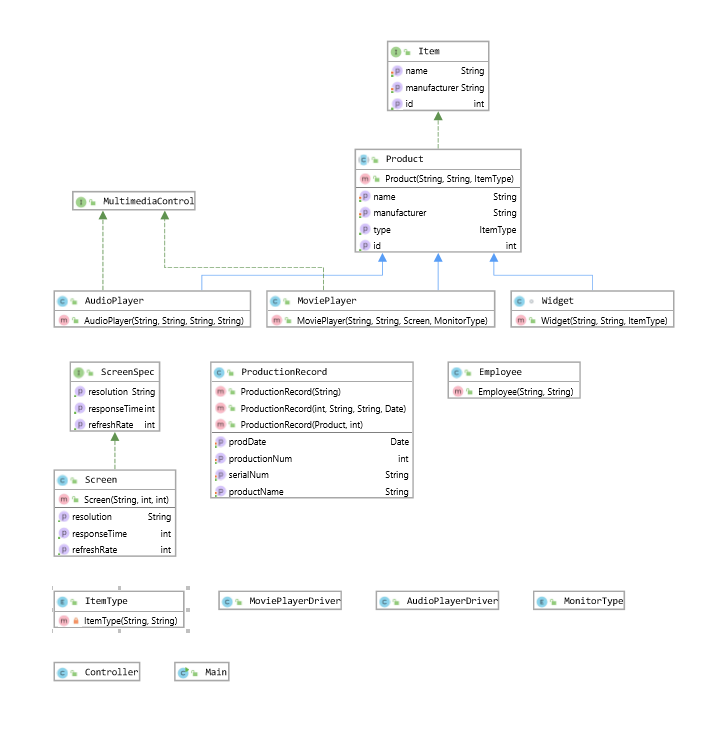 Item
name String
manufacturer String
id int
Product
Product(String, String, ItemType)
name String
manufacturer String
type ItemType
id int
MultimediaControl
AudioPlayer
AudioPlayer(String, String, String, String)
MoviePlayer
MoviePlayer(String, String, Screen, MonitorType)
Widget
Widget(String, String, ItemType)
ScreenSpec
resolution String
responseTime int
refreshRate int
ProductionRecord
ProductionRecord(String)
ProductionRecord(int, String, String, Date)
ProductionRecord(Product, int)
prodDate Date
productionNum int
serialNum String
productName String
Employee
Employee(String, String)
Screen
Screen(String, int, int)
resolution String
responseTime int
refreshRate int
ItemType
ItemType(String, String)
MoviePlayerDriver
AudioPlayerDriver
MonitorType
Controller
Main